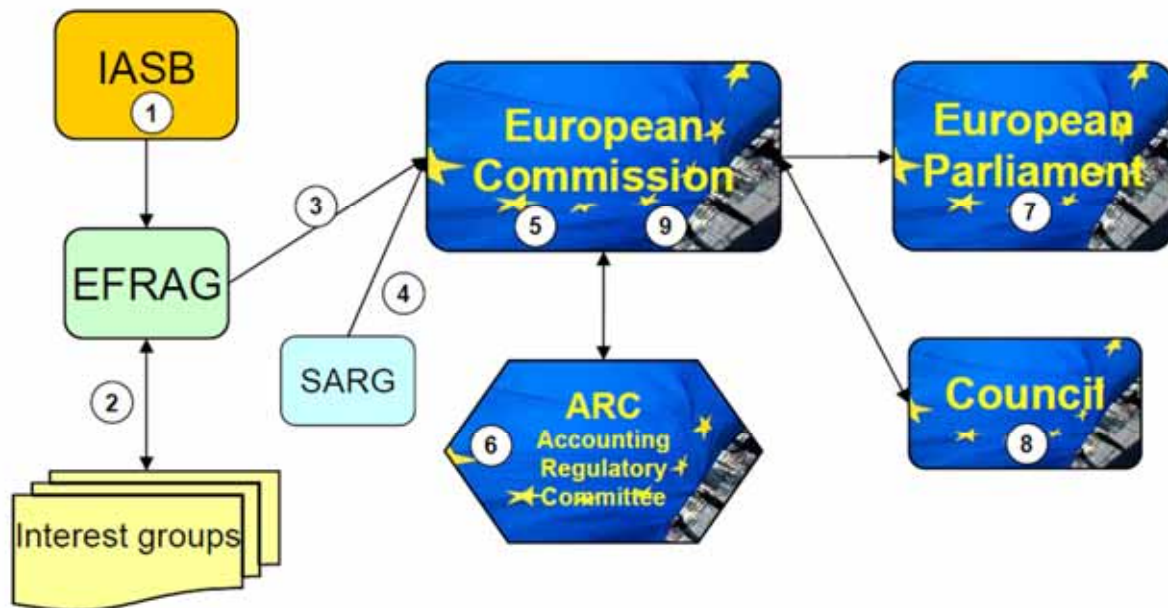 IASB
1
EFRAG
2
Interest groups
3
4
SARG
European
Commission
5
9
ARC
Accounting
Regulatory
Committee
6
European
Parliament
7
Council
8